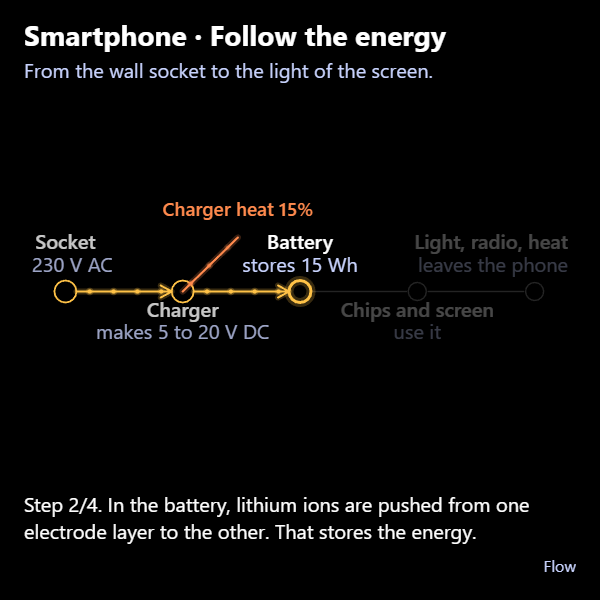 Smartphone · Follow the energy
From the wall socket to the light of the screen.
Charger heat 15%
Socket
230 V AC
Battery
stores 15 Wh
Light, radio, heat
leaves the phone
Charger
makes 5 to 20 V DC
Chips and screen
use it
Step 2/4. In the battery, lithium ions are pushed from one
electrode layer to the other. That stores the energy.
Flow